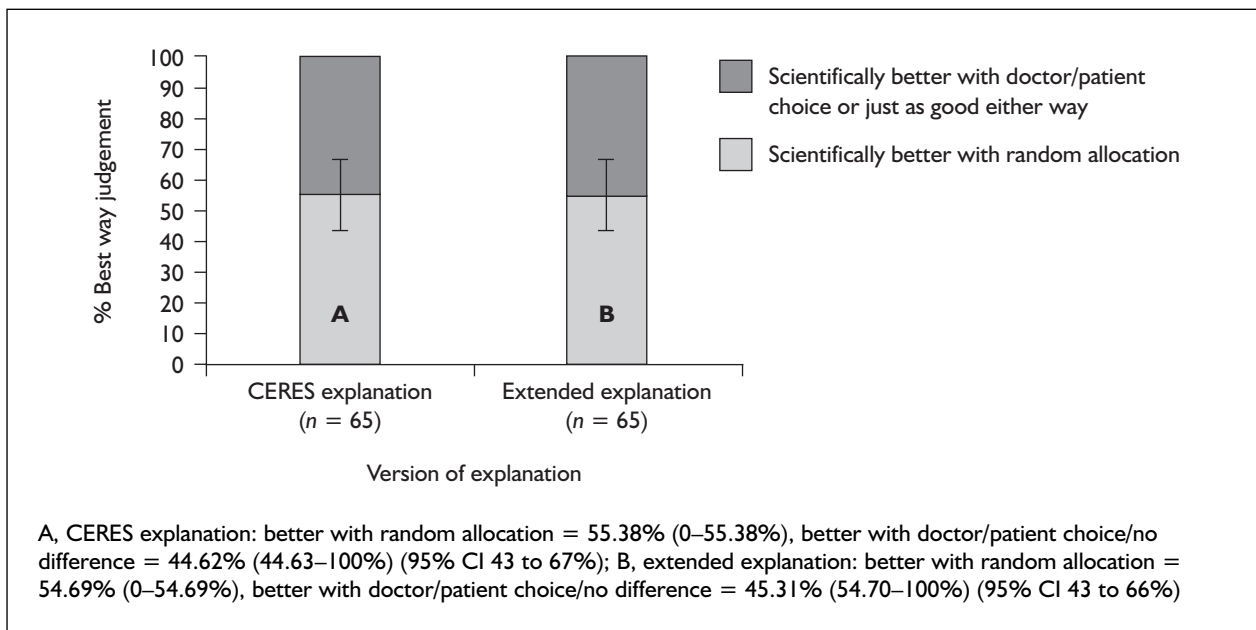 100
90
80
70
60
50
40
30
20
10
0
% Best way judgement
A
B
CERES explanation
(n = 65)
Extended explanation
(n = 65)
Version of explanation
Scientifically better with doctor/patient
choice or just as good either way
Scientifically better with random allocation
A, CERES explanation: better with random allocation = 55.38% (0–55.38%), better with doctor/patient choice/no
difference = 44.62% (44.63–100%) (95% CI 43 to 67%); B, extended explanation: better with random allocation =
54.69% (0–54.69%), better with doctor/patient choice/no difference = 45.31% (54.70–100%) (95% CI 43 to 66%)